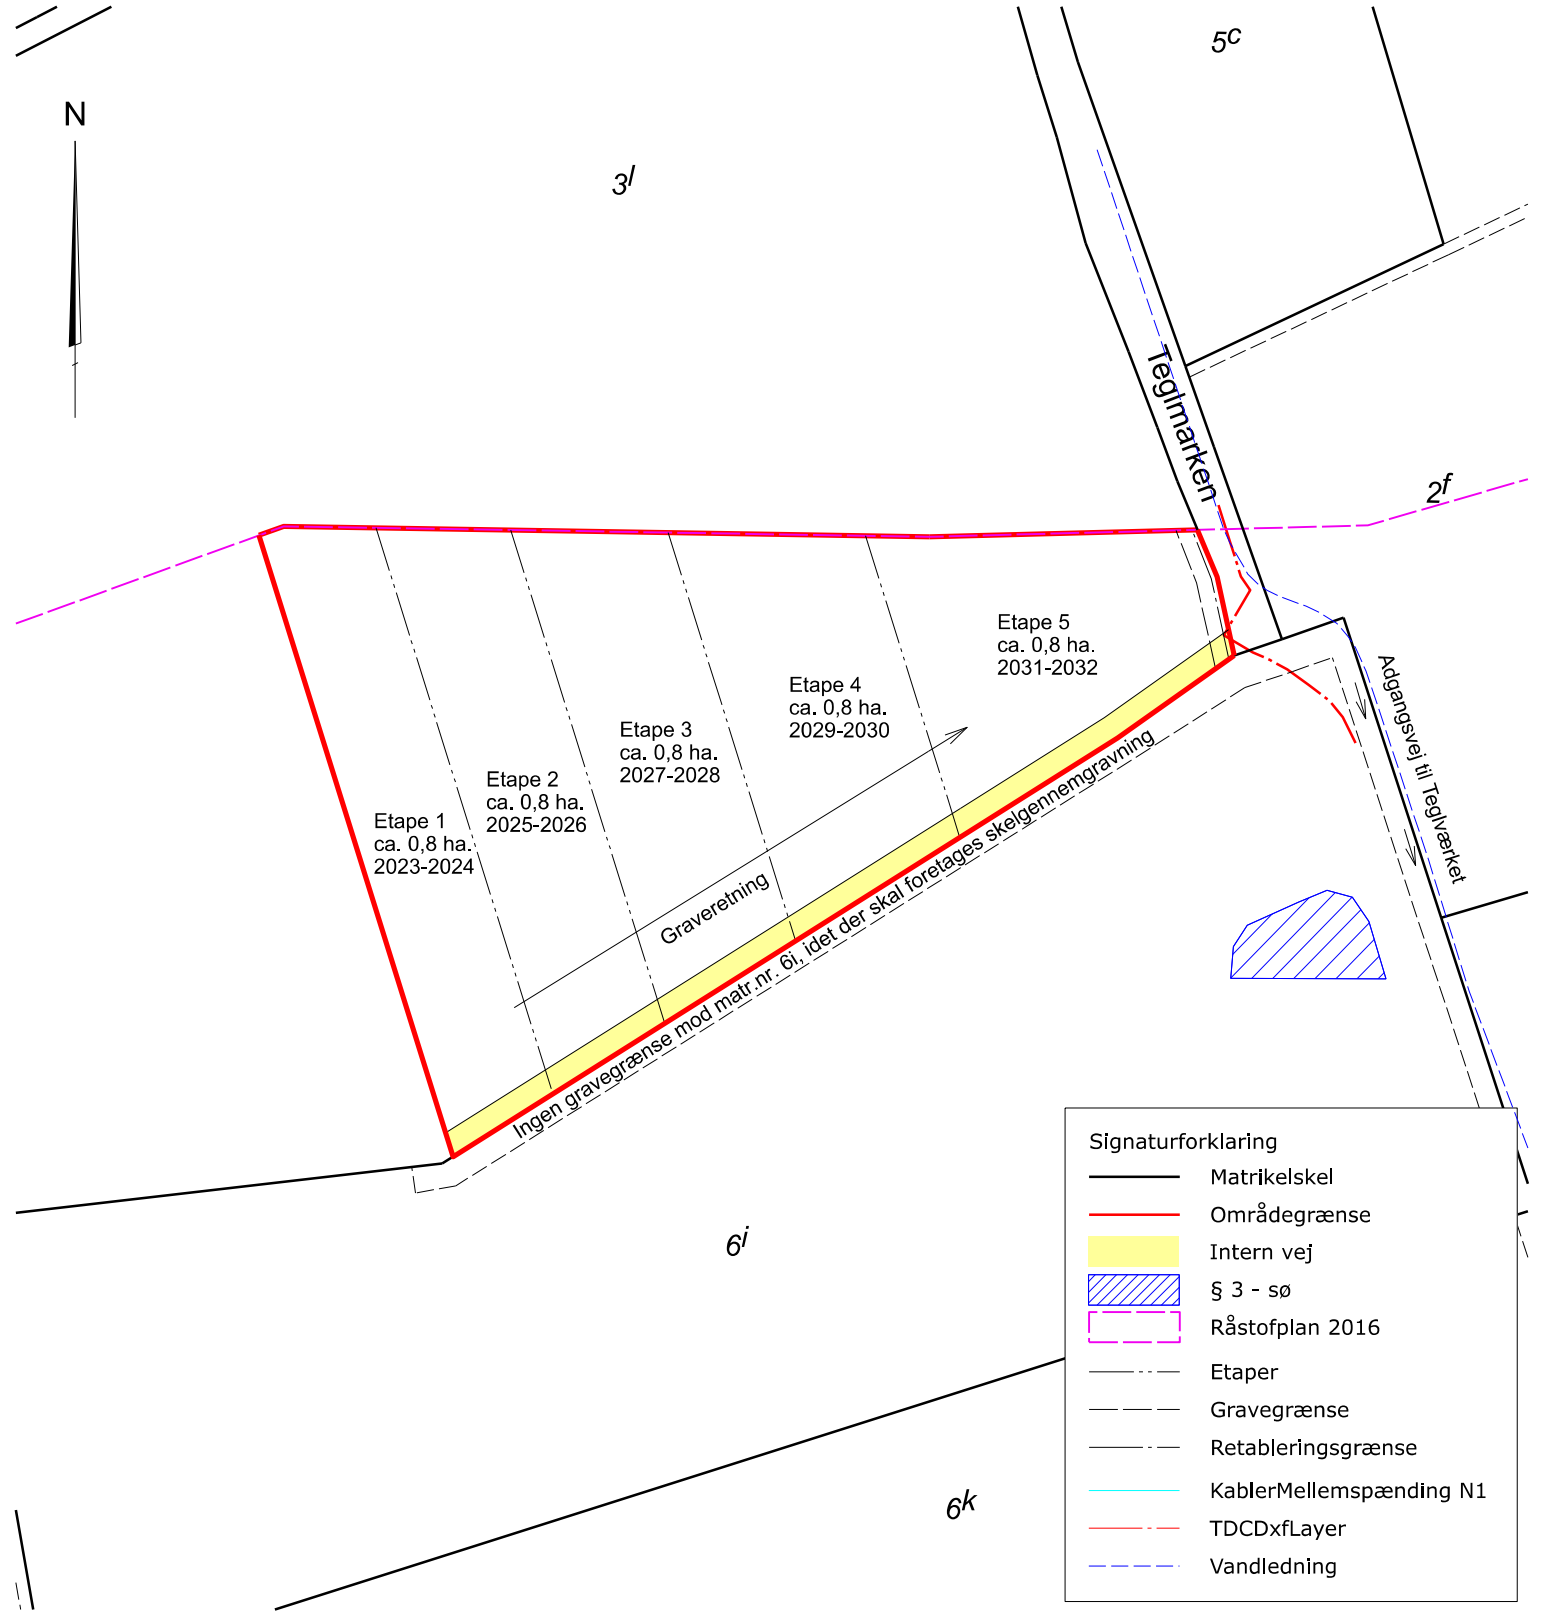 5c
N
3l
Teglmarken
2f
Etape 5
ca. 0,8 ha.
2031-2032
Etape 4
ca. 0,8 ha.
2029-2030
Etape 3
ca. 0,8 ha.
2027-2028
Etape 2
ca. 0,8 ha.
2025-2026
Etape 1
ca. 0,8 ha.
2023-2024
Adgangsvej til Teglværket
Graveretning
Ingen gravegrænse mod matr.nr. 6i, idet der skal foretages skelgennemgravning
6i
6k
Signaturforklaring
Matrikelskel
Områdegrænse
Intern vej
§ 3 - sø
Råstofplan 2016
Etaper
Gravegrænse
Retableringsgrænse
KablerMellemspænding N1
TDCDxfLayer
Vandledning